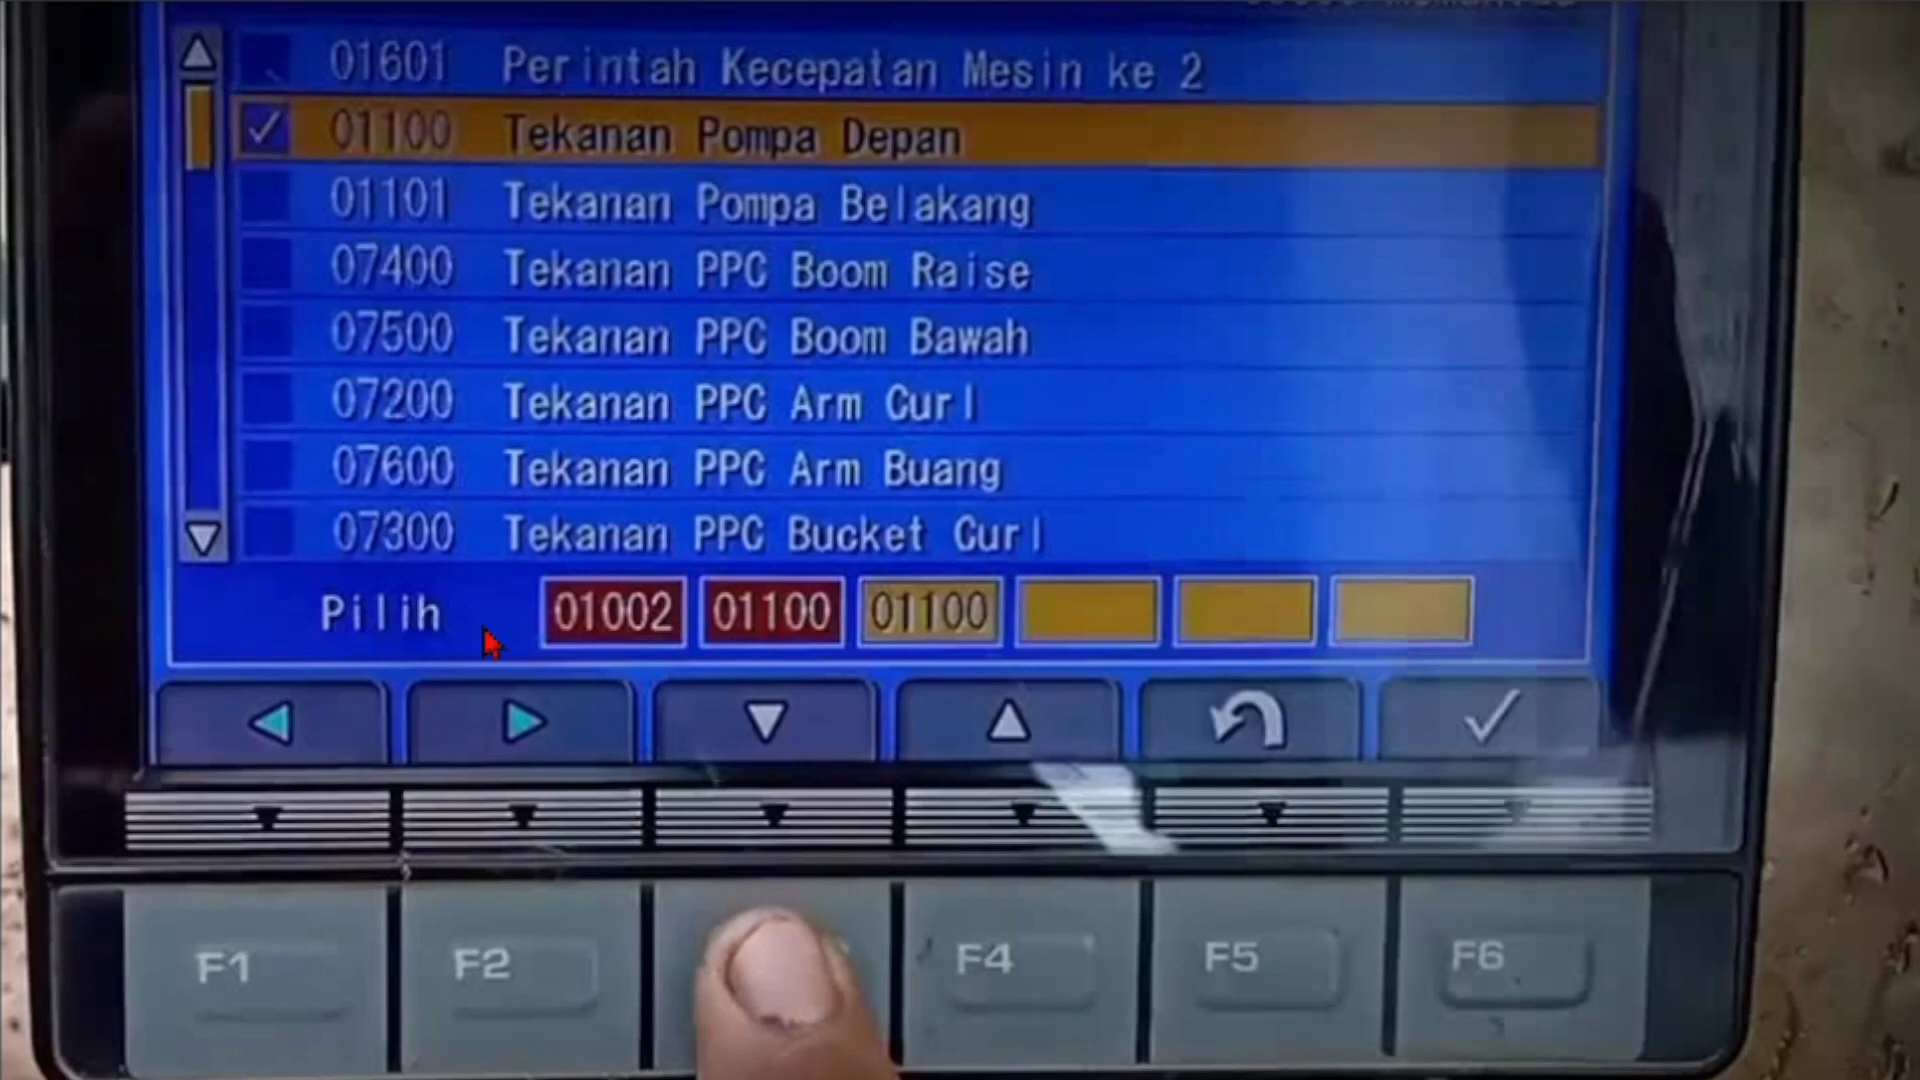 01601 Perintah Kecepatan Mesin ke 2
01100 Tekanan Pompa Depan
01101 Tekanan Pompa Belakang
07400 Tekanan PPC Boom Raise
07500 Tekanan PPC Boom Bawah
07200 Tekanan PPC Arm Curl
07600 Tekanan PPC Arm Buang
07300 Tekanan PPC Bucket Curl
Pilih 01002 01100 01100
F1 F2 F4 F5 F6